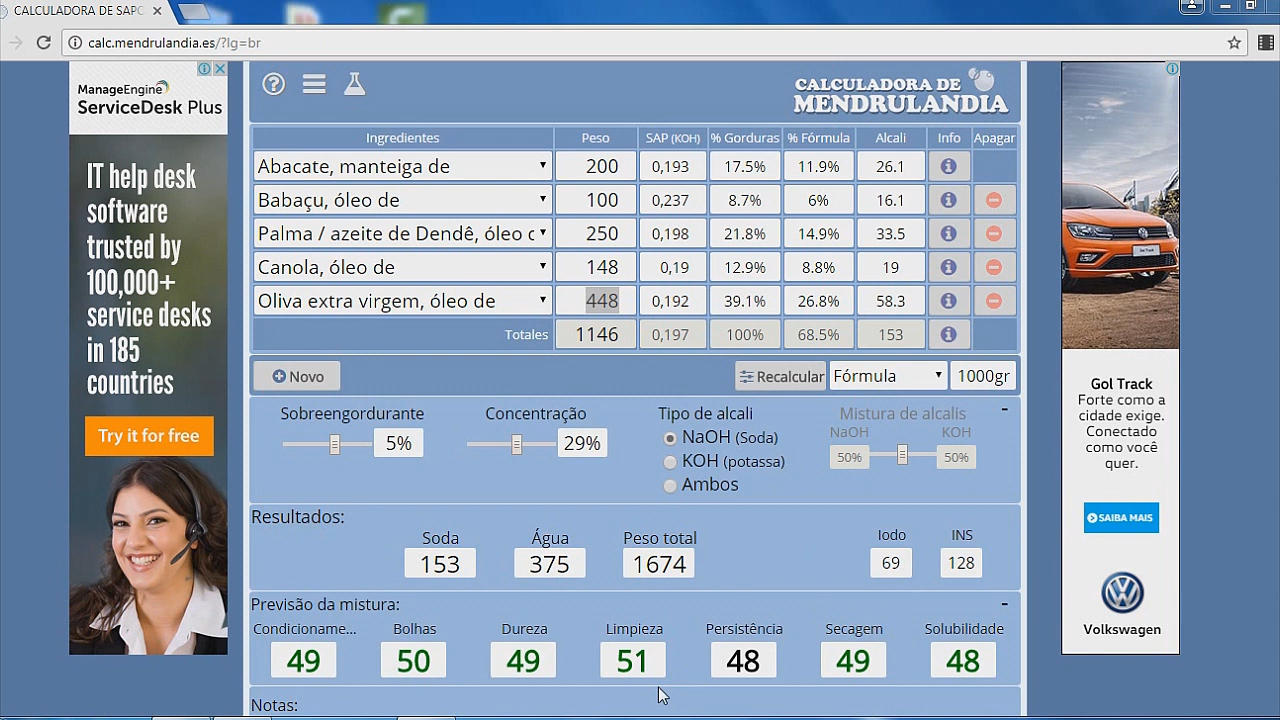 CALCULADORA DE SAPC
calc.mendrulandia.es/?lg=br
ManageEngine
ServiceDesk Plus
IT help desk
software
trusted by
100,000+
service desks
in 185
countries
Try it for free
CALCULADORA DE
MENDRULANDIA
Ingredientes Peso SAP (KOH) % Gorduras % Fórmula Alcali Info Apagar
Abacate, manteiga de 200 0,193 17.5% 11.9% 26.1
Babaçu, óleo de 100 0,237 8.7% 6% 16.1
Palma / azeite de Dendê, óleo c 250 0,198 21.8% 14.9% 33.5
Canola, óleo de 148 0,19 12.9% 8.8% 19
Oliva extra virgem, óleo de 448 0,192 39.1% 26.8% 58.3
Totales 1146 0,197 100% 68.5% 153
Novo Recalcular Fórmula 1000gr
Sobreengordurante Concentração Tipo de alcali Mistura de alcalis
5% 29%
NaOH (Soda)
KOH (potassa)
Ambos
NaOH KOH
50% 50%
Resultados:
Soda Água Peso total Iodo INS
153 375 1674 69 128
Previsão da mistura:
Condicioname... Bolhas Dureza Limpieza Persistência Secagem Solubilidade
49 50 49 51 48 49 48
Notas:
Gol Track
Forte como a
cidade exige.
Conectado
como você
quer.
SAIBA MAIS
Volkswagen